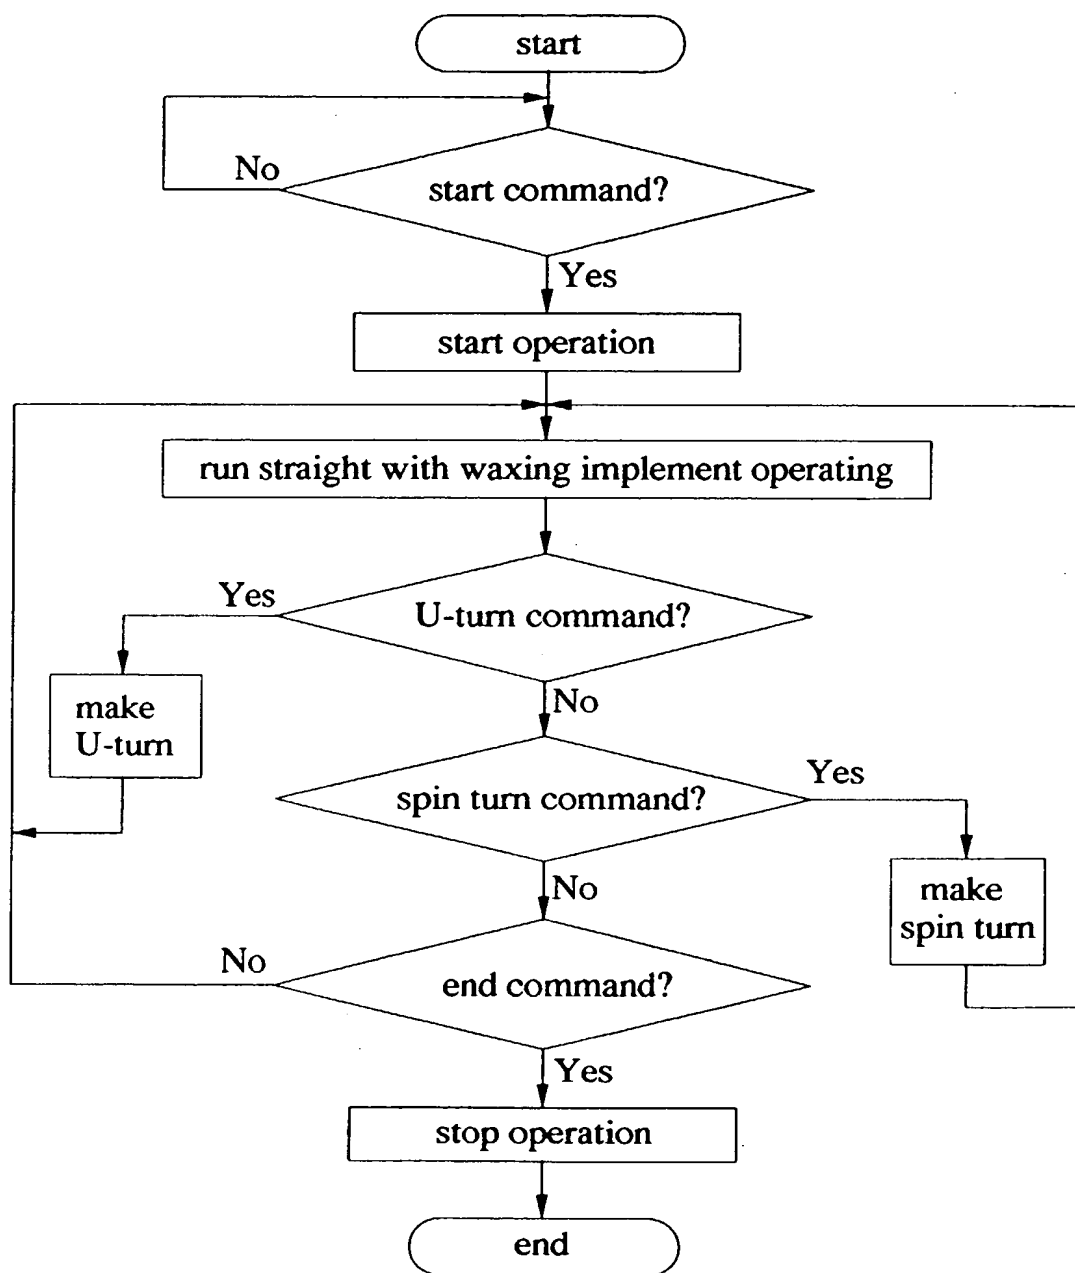 start
No
start command?
Yes
start operation
run straight with waxing implement operating
Yes
U-turn command?
No
make
U-turn
Yes
spin turn command?
No
make
spin turn
No
end command?
Yes
stop operation
end